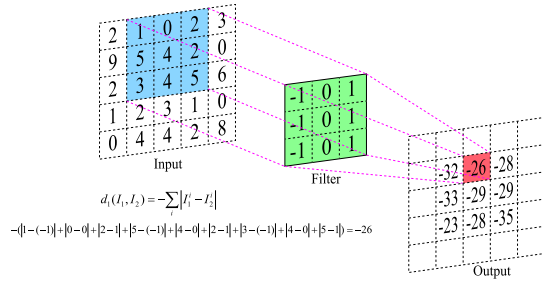 2 1 0 2 3
9 5 4 2 0
2 3 4 5 6
1 2 3 1 0
0 4 4 2 8
Input
-1 0 1
-1 0 1
-1 0 1
Filter
-32 -26 -28
-33 -29 -29
-23 -28 -35
Output
d₁(I₁,I₂)=-∑ᵢ|I₁ⁱ-I₂ⁱ|
-(|1-(-1)|+|0-0|+|2-1|+|5-(-1)|+|4-0|+|2-1|+|3-(-1)|+|4-0|+|5-1|)=-26